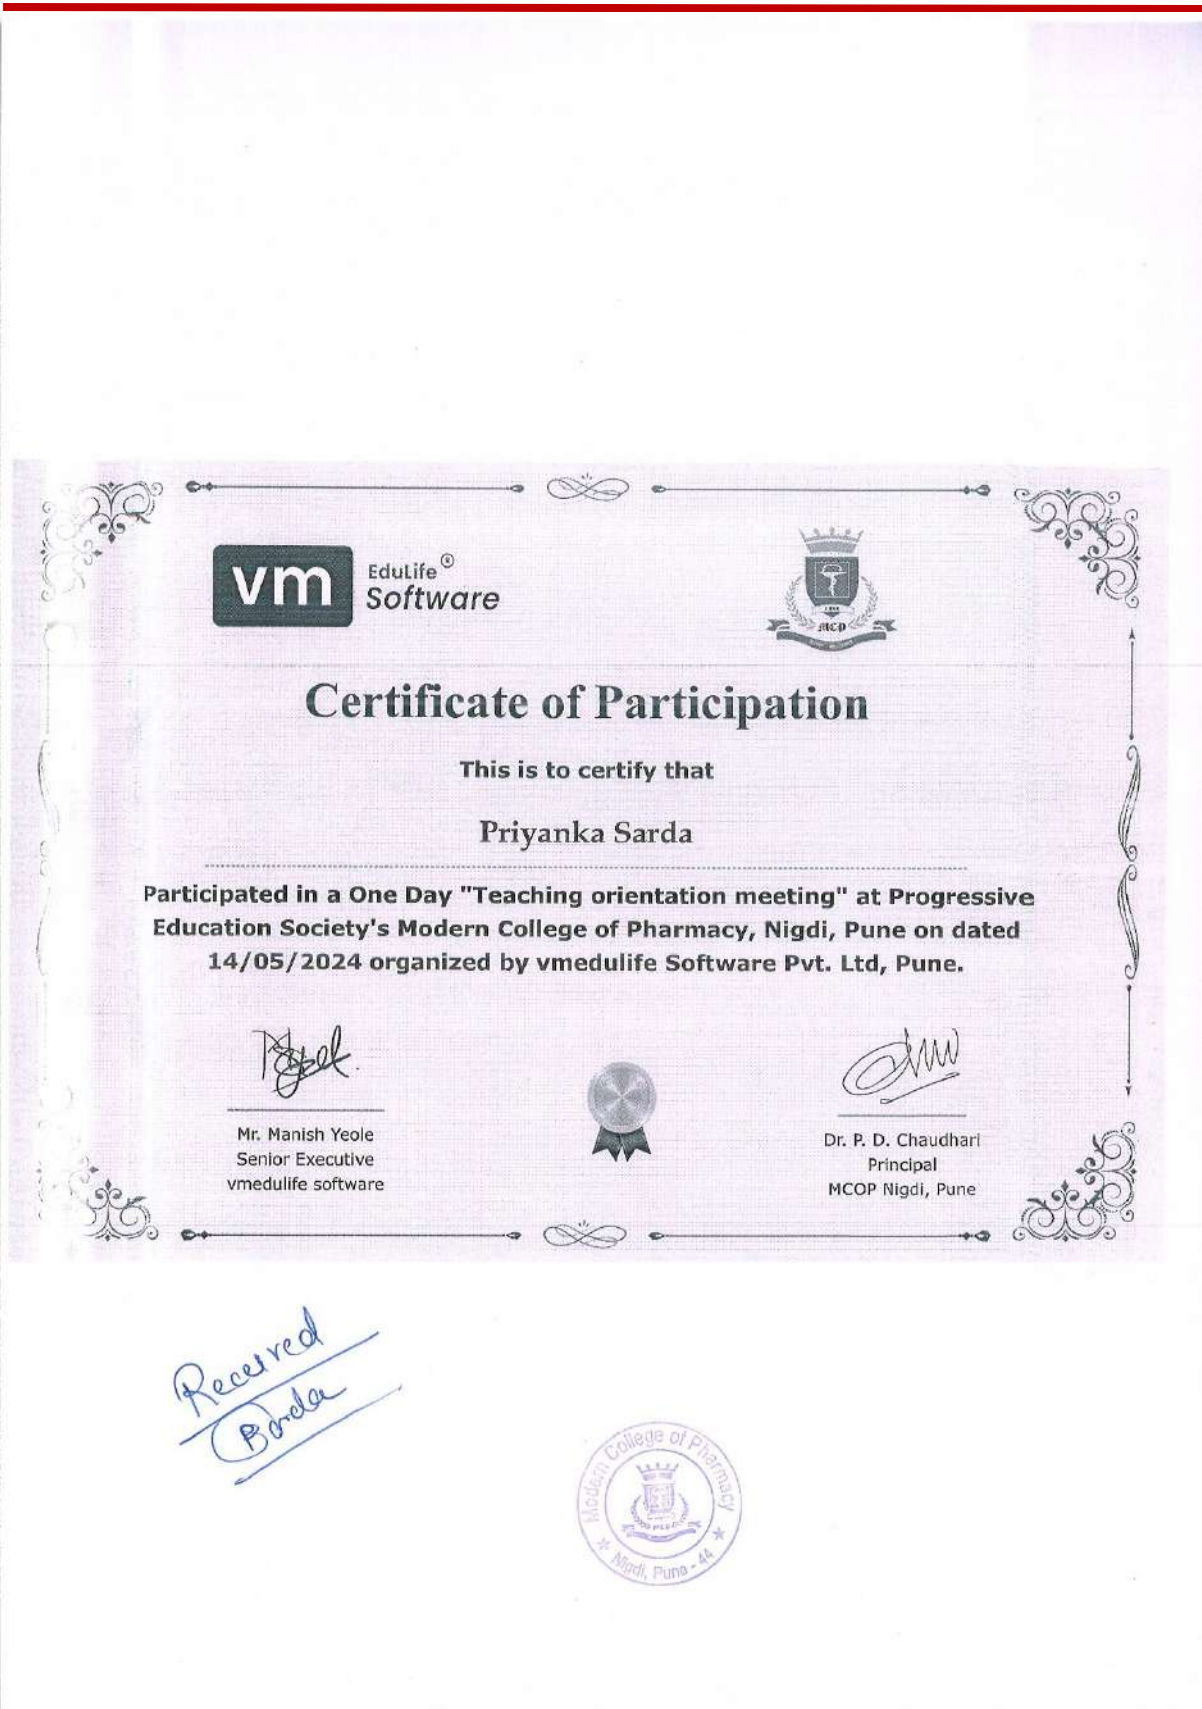 vm EduLife®
Software
MCP
Certificate of Participation
This is to certify that
Priyanka Sarda
Participated in a One Day "Teaching orientation meeting" at Progressive
Education Society's Modern College of Pharmacy, Nigdi, Pune on dated
14/05/2024 organized by vmedulife Software Pvt. Ltd, Pune.
Mr. Manish Yeole
Senior Executive
vmedulife software
Dr. P. D. Chaudhari
Principal
MCOP Nigdi, Pune
Received
Modern College of Pharmacy
Nigdi, Pune - 44